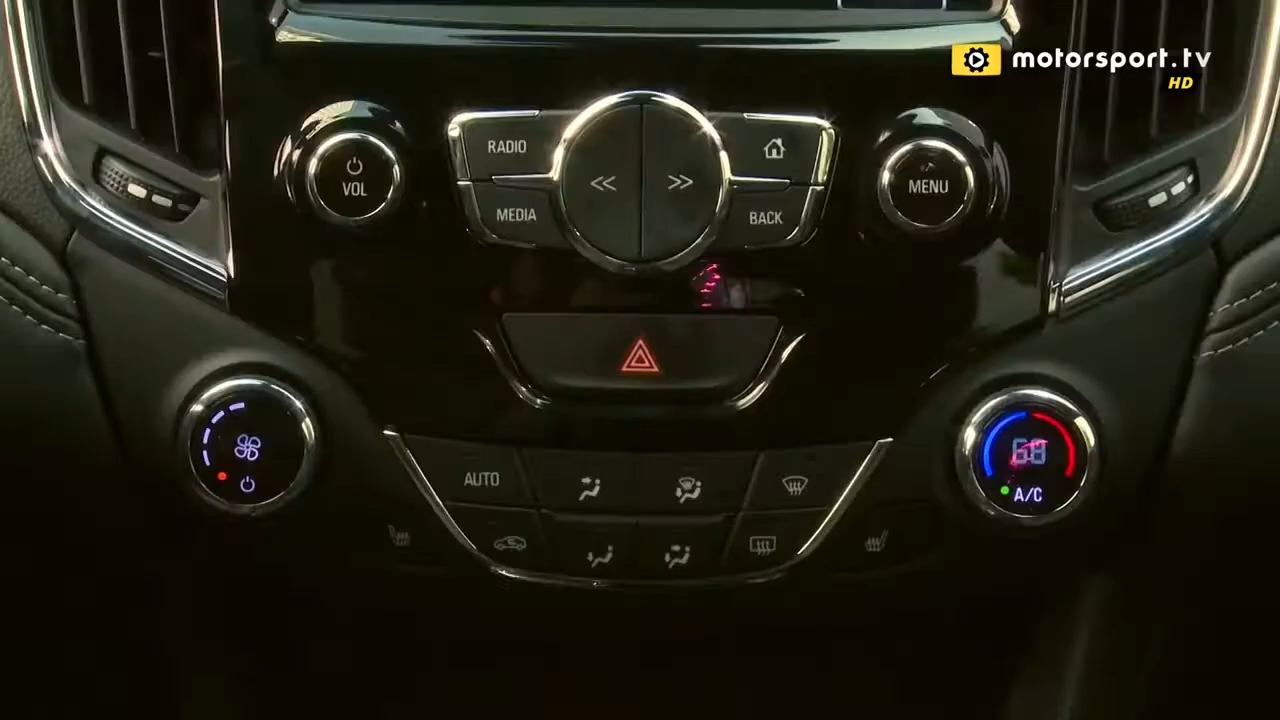 motorsport.tv
HD
RADIO
VOL
MENU
MEDIA
BACK
AUTO
68
A/C